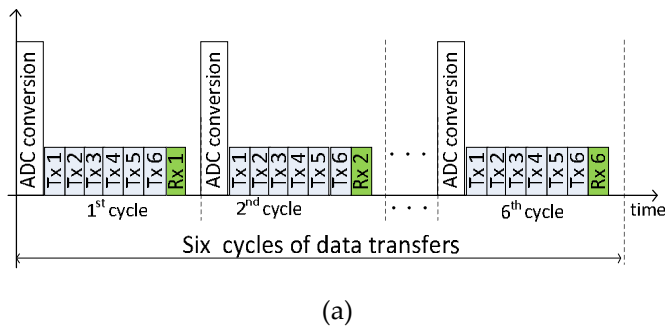 ADC conversion
Tx 1
Tx 2
Tx 3
Tx 4
Tx 5
Tx 6
Rx 1
ADC conversion
Tx 1
Tx 2
Tx 3
Tx 4
Tx 5
Tx 6
Rx 2
. . .
ADC conversion
Tx 1
Tx 2
Tx 3
Tx 4
Tx 5
Tx 6
Rx 6
1st cycle
2nd cycle
. . .
6th cycle
time
Six cycles of data transfers
(a)